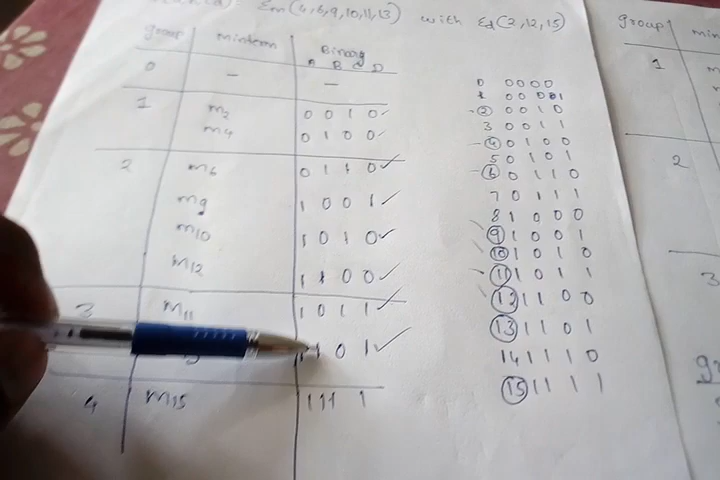 Σm(4,6,9,10,11,13) with Σd(2,12,15)
group minterm Binary
A B C D
0 – –
1 m2 0 0 1 0
m4 0 1 0 0
2 m6 0 1 1 0
m9 1 0 0 1
m10 1 0 1 0
m12 1 1 0 0
3 m11 1 0 1 1
1 1 0 1
4 m15 1 1 1 1
0 0 0 0 0
1 0 0 0 1
2 0 0 1 0
3 0 0 1 1
4 0 1 0 0
5 0 1 0 1
6 0 1 1 0
7 0 1 1 1
8 1 0 0 0
9 1 0 0 1
10 1 0 1 0
11 1 0 1 1
12 1 1 0 0
13 1 1 0 1
14 1 1 1 0
15 1 1 1 1
group min
1 m
2
3